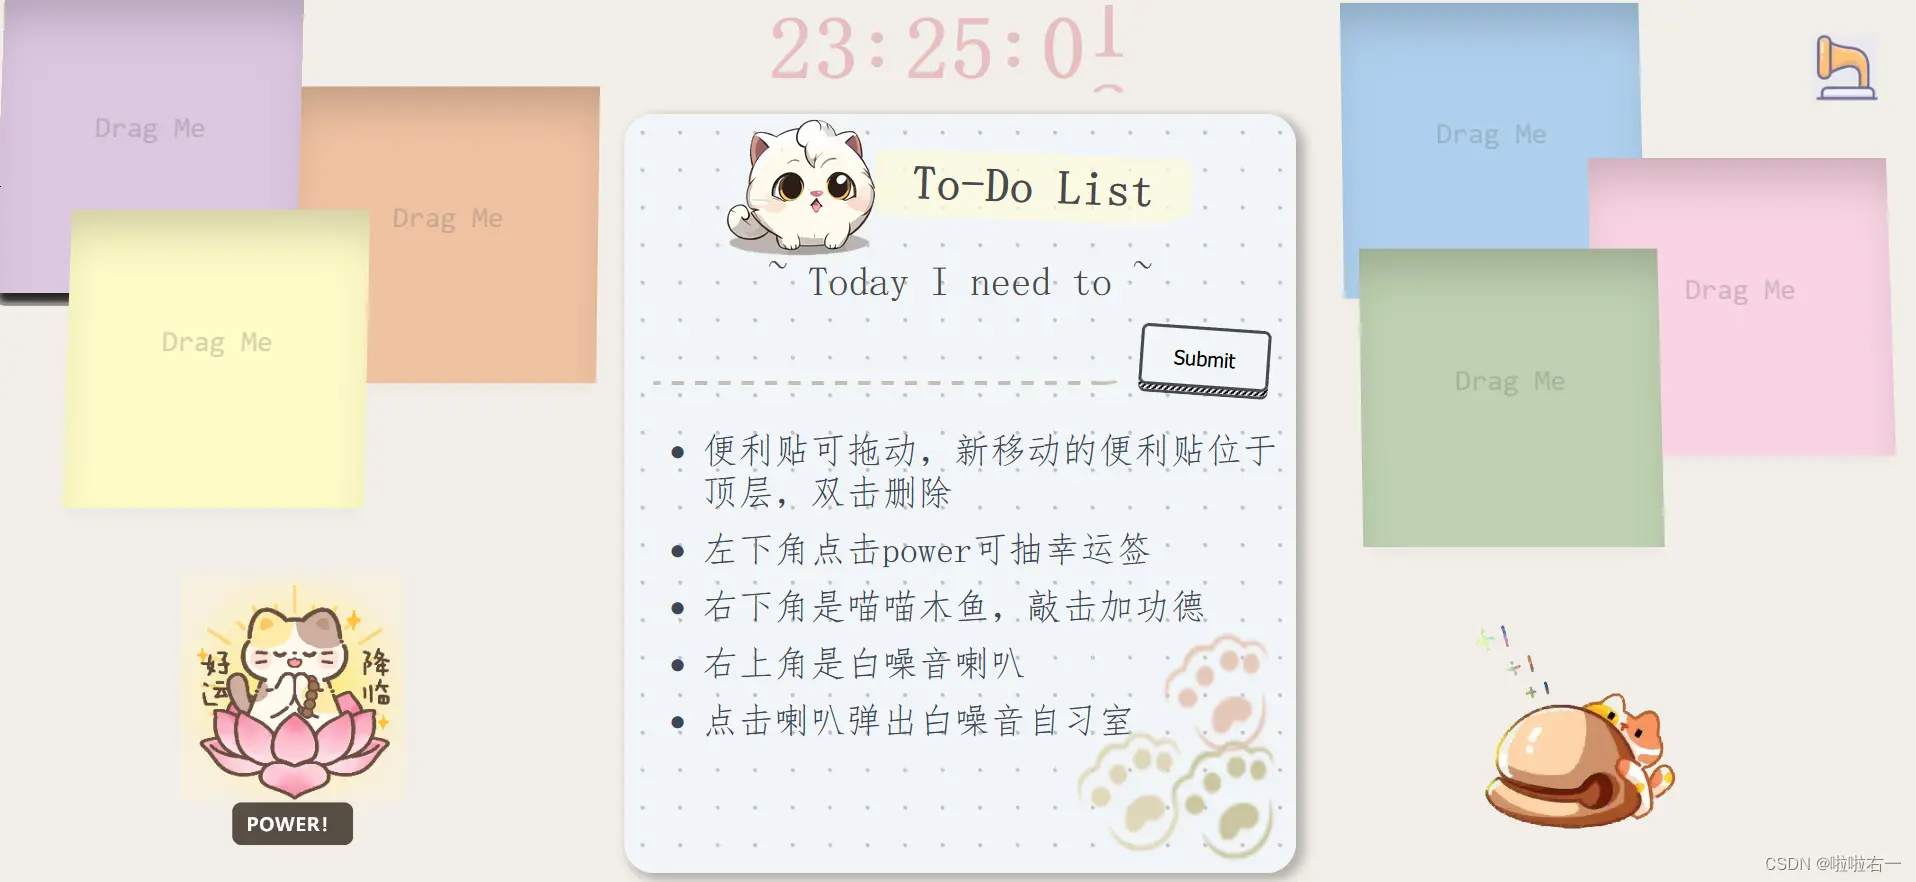 23:25:01
Drag Me
Drag Me
Drag Me
To-Do List
~ Today I need to ~
Submit
便利贴可拖动，新移动的便利贴位于
顶层，双击删除
左下角点击power可抽幸运签
右下角是喵喵木鱼，敲击加功德
右上角是白噪音喇叭
点击喇叭弹出白噪音自习室
Drag Me
Drag Me
Drag Me
好运
降临
POWER!
CSDN @啦啦右一